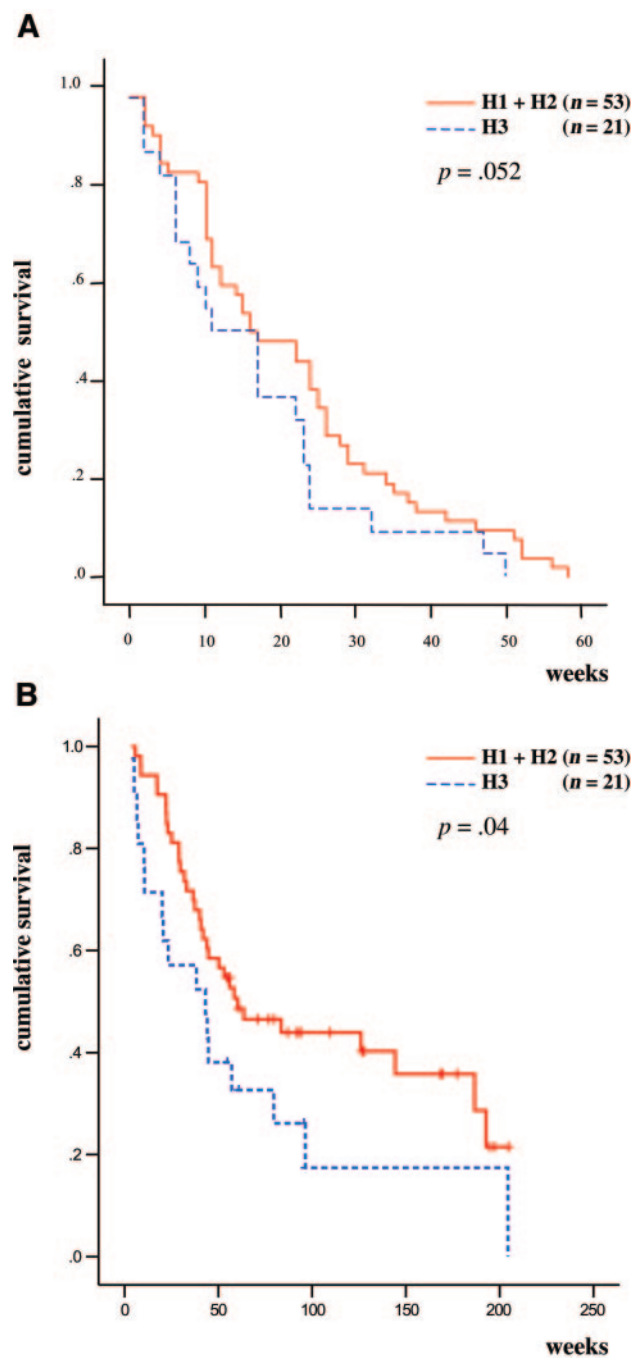 A
1.0
.8
.6
.4
.2
.0
cumulative survival
H1 + H2 (n = 53)
H3 (n = 21)
p = .052
0 10 20 30 40 50 60
weeks
B
1.0
.8
.6
.4
.2
.0
cumulative survival
H1 + H2 (n = 53)
H3 (n = 21)
p = .04
0 50 100 150 200 250
weeks